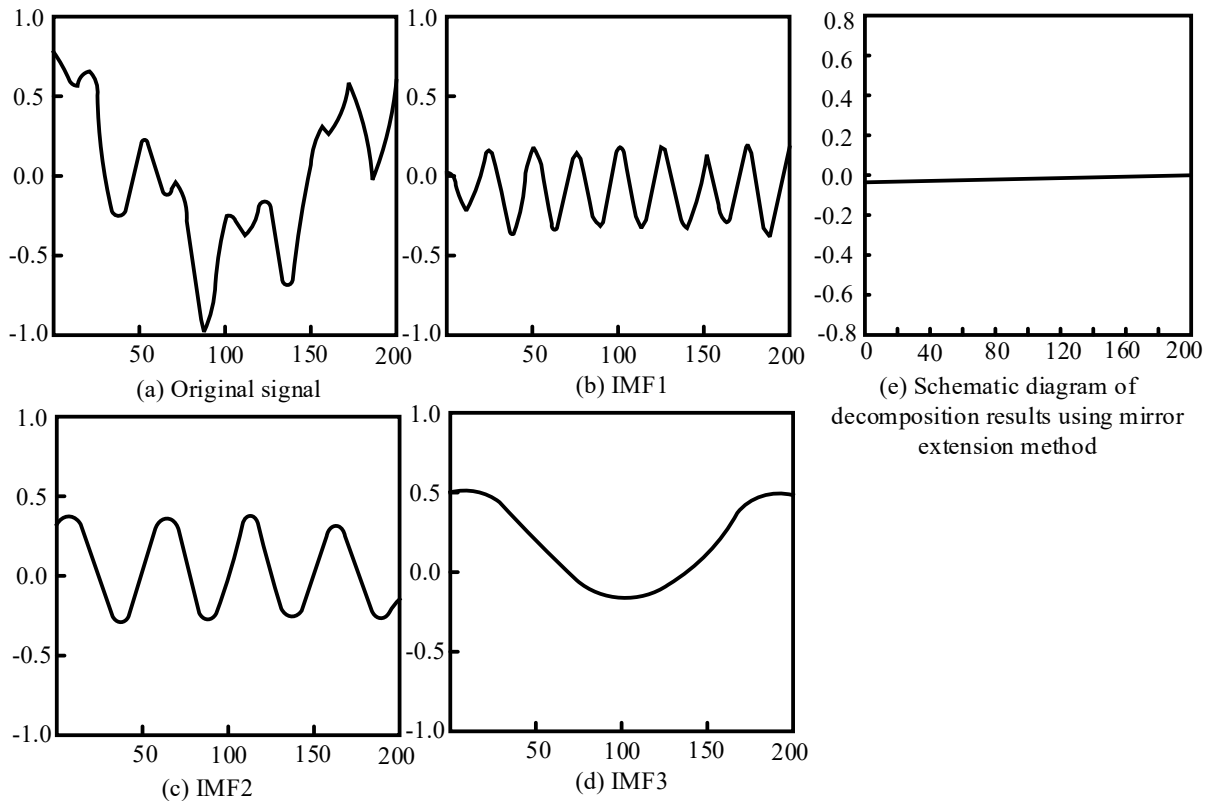 1.0
0.5
0.0
-0.5
-1.0
50 100 150 200
(a) Original signal
1.0
0.5
0.0
-0.5
-1.0
50 100 150 200
(b) IMF1
0.8
0.6
0.4
0.2
0.0
-0.2
-0.4
-0.6
-0.8
0 40 80 120 160 200
(e) Schematic diagram of
decomposition results using mirror
extension method
1.0
0.5
0.0
-0.5
-1.0
50 100 150 200
(c) IMF2
1.0
0.5
0.0
-0.5
-1.0
50 100 150 200
(d) IMF3